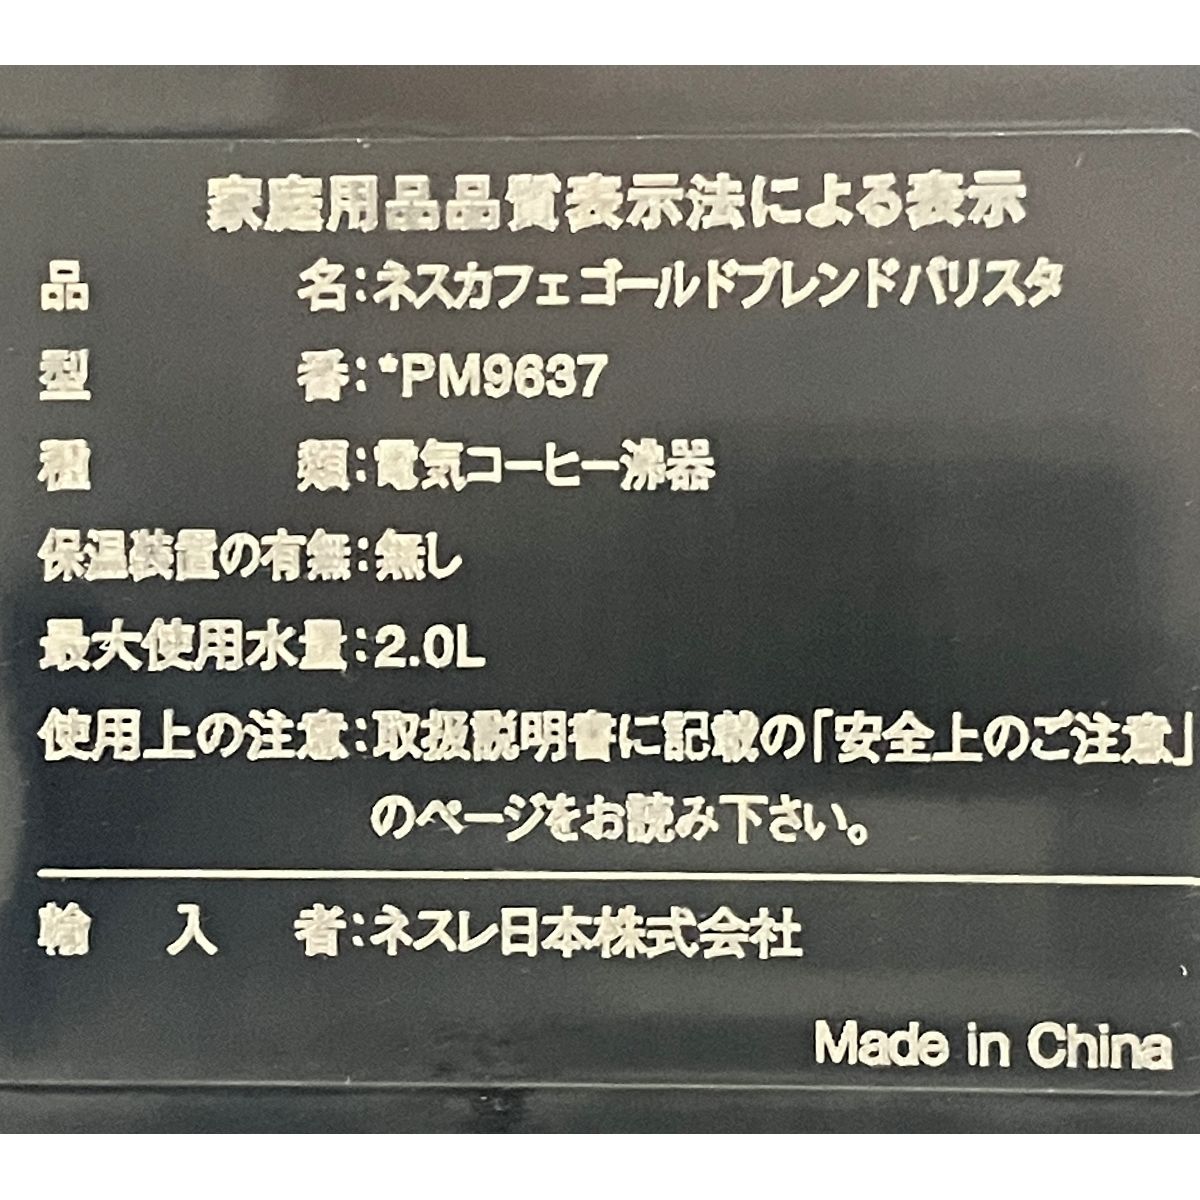 家庭用品品質表示法による表示
品名:ネスカフェ ゴールドブレンドバリスタ
型番:*PM9637
種類:電気コーヒー沸器
保温装置の有無:無し
最大使用水量:2.0L
使用上の注意:取扱説明書に記載の「安全上のご注意」
のページをお読み下さい。
輸入者:ネスレ日本株式会社
Made in China